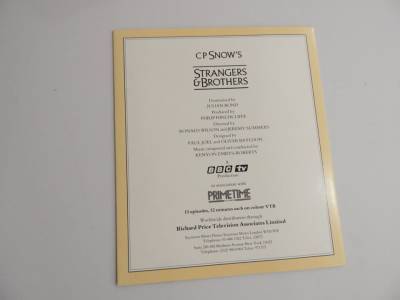 C P SNOW'S
STRANGERS
& BROTHERS
Dramatised by
JULIAN BOND
Produced by
PHILIP HINCHCLIFFE
Directed by
RONALD WILSON and JEREMY SUMMERS
Designed by
PAUL JOEL and OLIVER BAYLDON
Music composed and conducted by
KENYON EMRYS-ROBERTS
A
BBC tv
Production
in association with
PRIMETIME
13 episodes, 52 minutes each on colour VTR
Worldwide distribution through
Richard Price Television Associates Limited